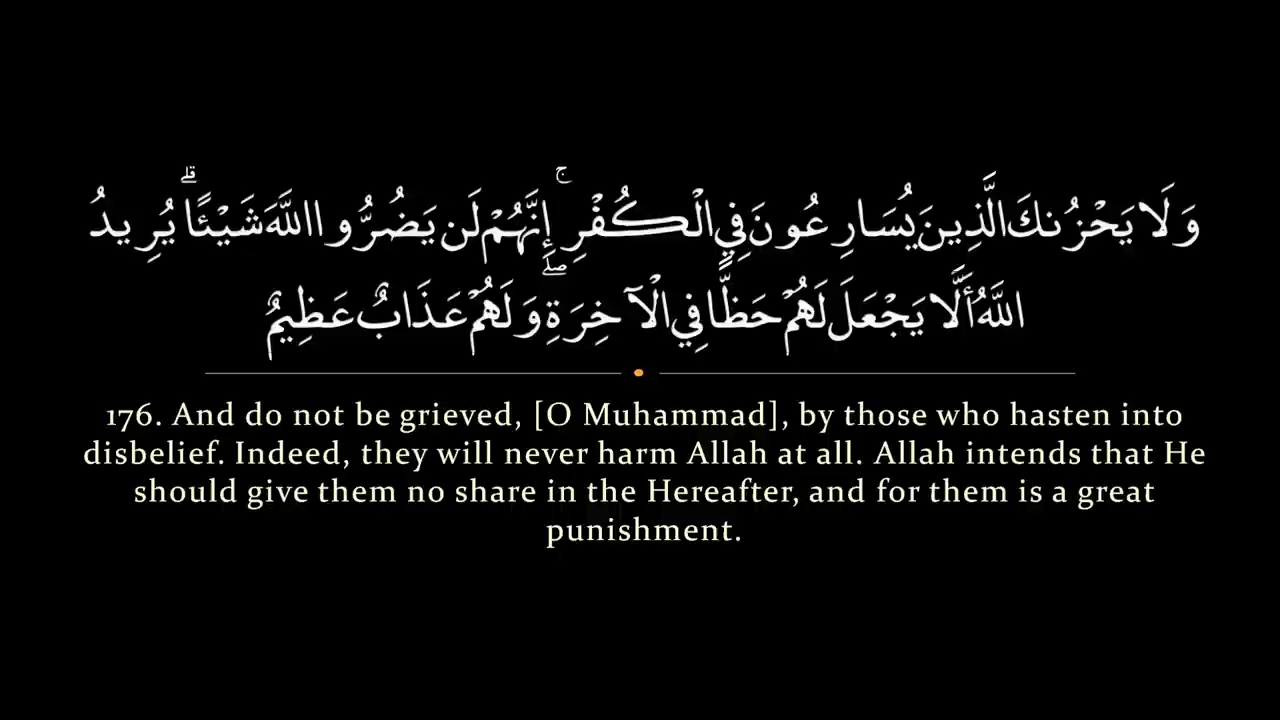 وَلَا يَحْزُنكَ الَّذِينَ يُسَارِعُونَ فِي الْكُفْرِ ۚ إِنَّهُمْ لَن يَضُرُّوا اللَّهَ شَيْئًا ۗ يُرِيدُ
اللَّهُ أَلَّا يَجْعَلَ لَهُمْ حَظًّا فِي الْآخِرَةِ ۖ وَلَهُمْ عَذَابٌ عَظِيمٌ
176. And do not be grieved, [O Muhammad], by those who hasten into
disbelief. Indeed, they will never harm Allah at all. Allah intends that He
should give them no share in the Hereafter, and for them is a great
punishment.